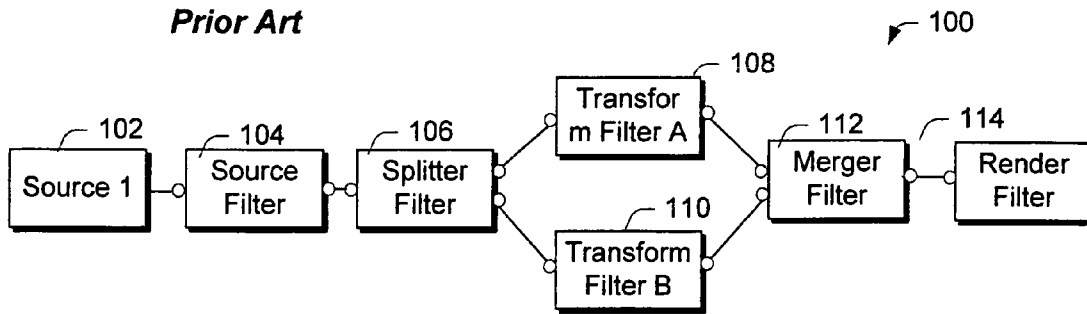 Prior Art
100
102
Source 1
104
Source
Filter
106
Splitter
Filter
108
Transfor
m Filter A
110
Transform
Filter B
112
Merger
Filter
114
Render
Filter